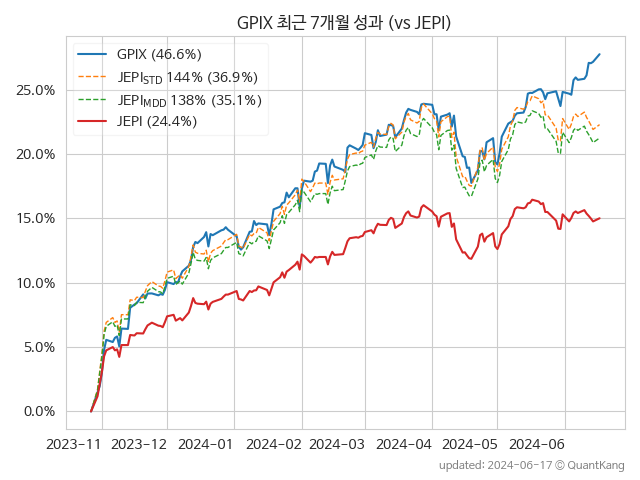 GPIX 최근 7개월 성과 (vs JEPI)
GPIX (46.6%)
JEPI_STD 144% (36.9%)
JEPI_MDD 138% (35.1%)
JEPI (24.4%)
25.0%
20.0%
15.0%
10.0%
5.0%
0.0%
2023-11 2023-12 2024-01 2024-02 2024-03 2024-04 2024-05 2024-06
updated: 2024-06-17 © QuantKang